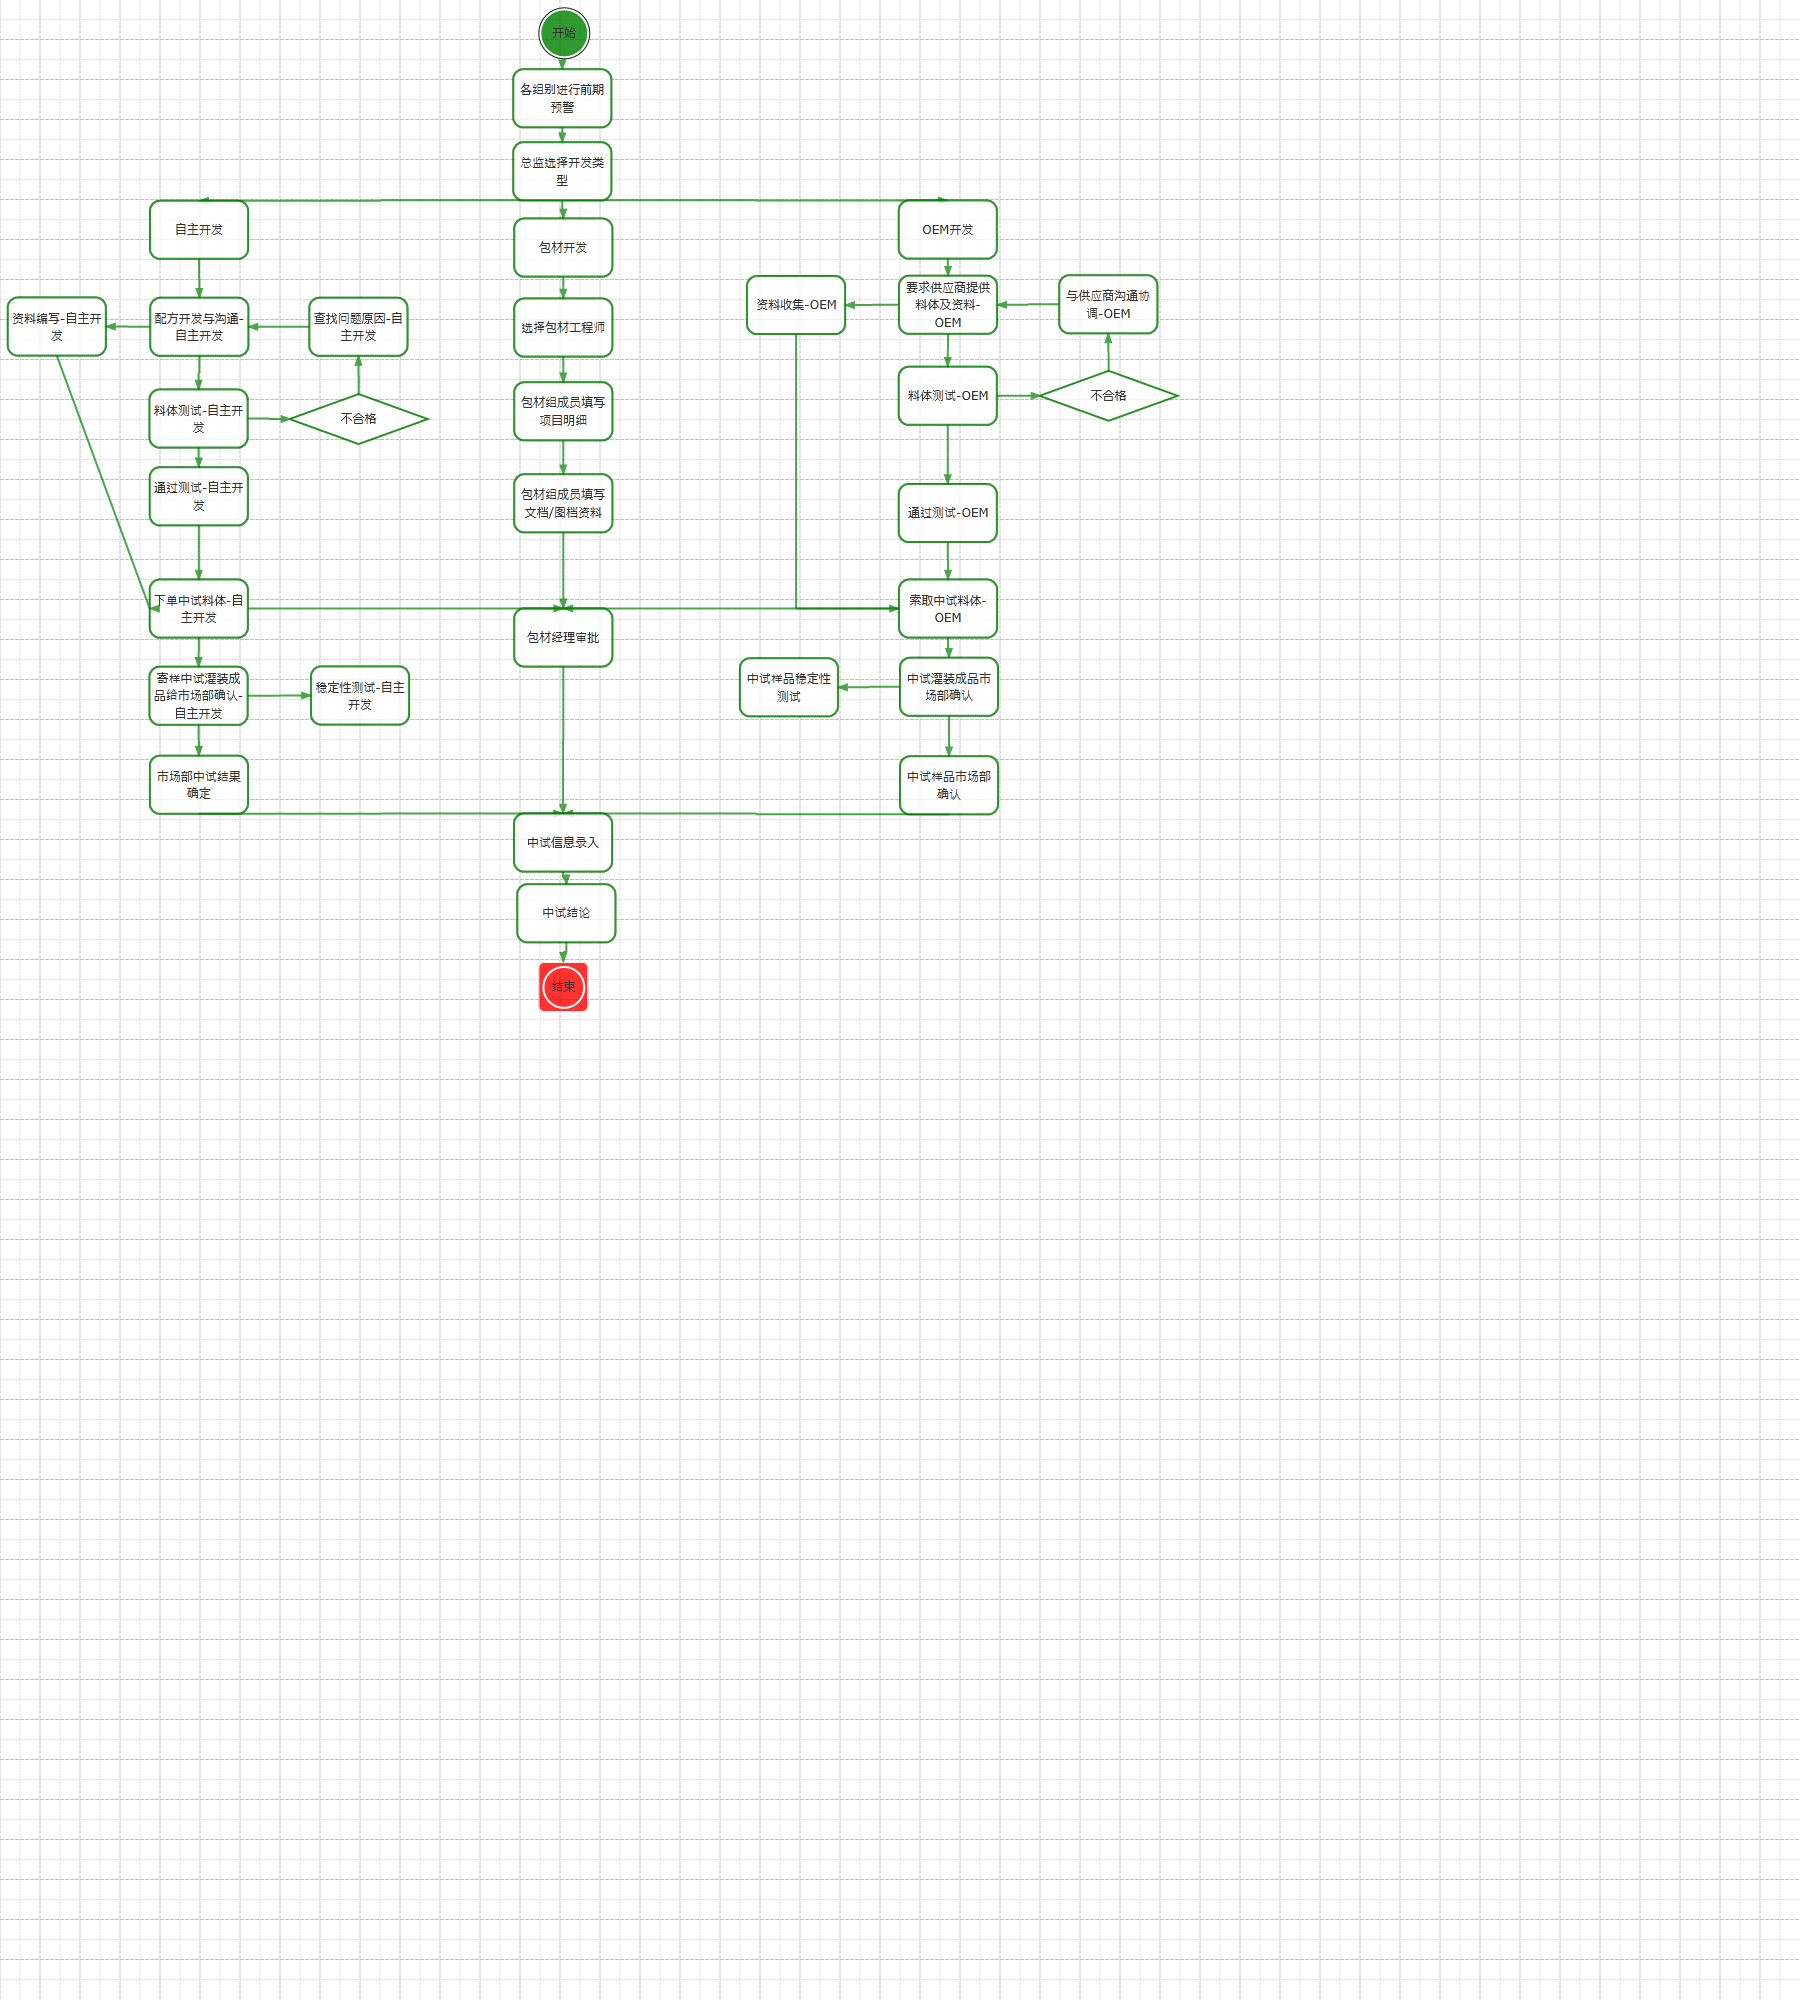 开始
各组别进行前期
预警
总监选择开发类
型
自主开发
包材开发
OEM开发
资料编写-自主开
发
配方开发与沟通-
自主开发
查找问题原因-自
主开发
选择包材工程师
资料收集-OEM
要求供应商提供
料体及资料-
OEM
与供应商沟通协
调-OEM
料体测试-自主开
发
不合格
包材组成员填写
项目明细
料体测试-OEM
不合格
通过测试-自主开
发
包材组成员填写
文档/图档资料
通过测试-OEM
下单中试料体-自
主开发
包材经理审批
索取中试料体-
OEM
寄样中试灌装成
品给市场部确认-
自主开发
稳定性测试-自主
开发
中试样品稳定性
测试
中试灌装成品市
场部确认
市场部中试结果
确定
中试样品市场部
确认
中试信息录入
中试结论
结束